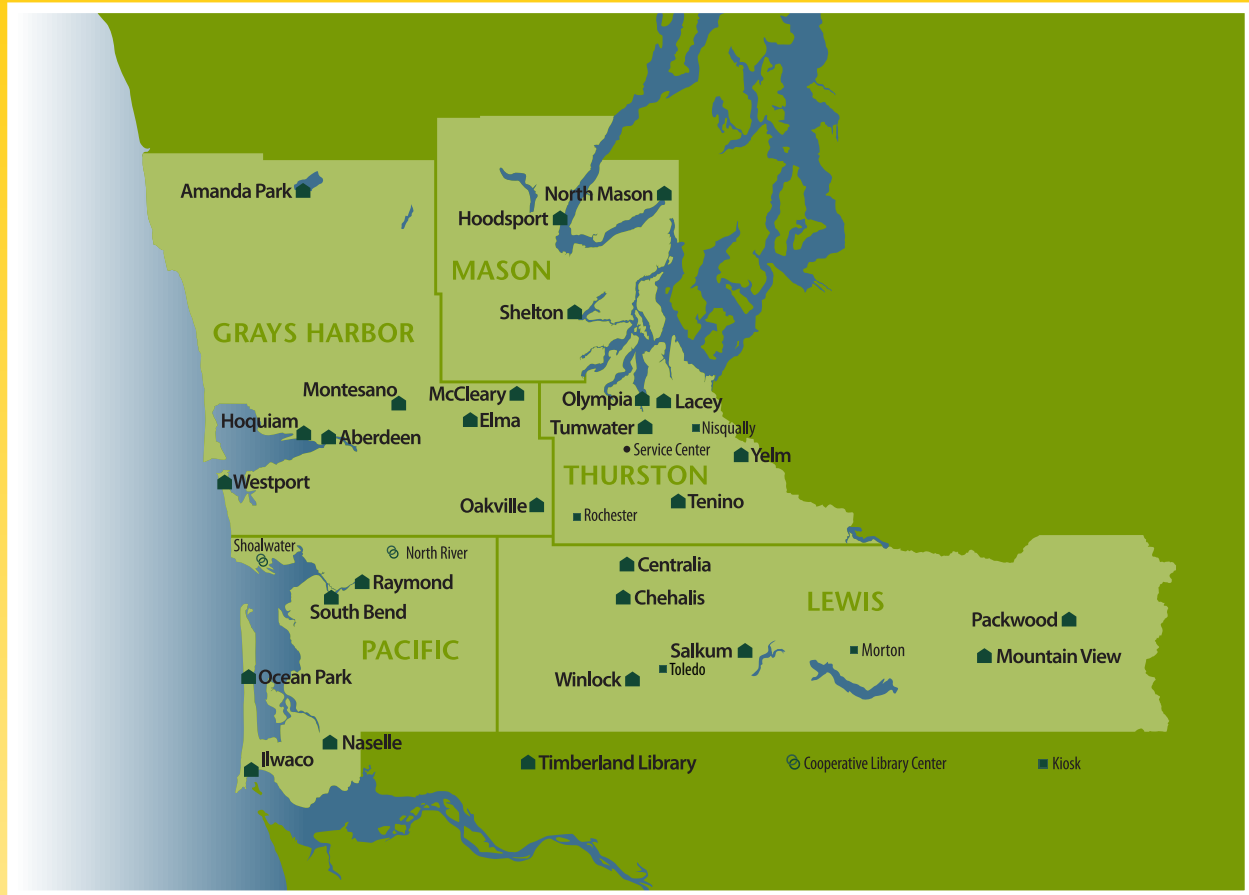 Amanda Park
North Mason
Hoodsport
MASON
Shelton
GRAYS HARBOR
Montesano
McCleary
Elma
Hoquiam
Aberdeen
Westport
Oakville
Olympia
Lacey
Tumwater
Nisqually
Service Center
Yelm
THURSTON
Tenino
Rochester
Shoalwater
North River
Raymond
South Bend
PACIFIC
Ocean Park
Naselle
Ilwaco
Centralia
Chehalis
LEWIS
Packwood
Salkum
Morton
Mountain View
Toledo
Winlock
Timberland Library
Cooperative Library Center
Kiosk